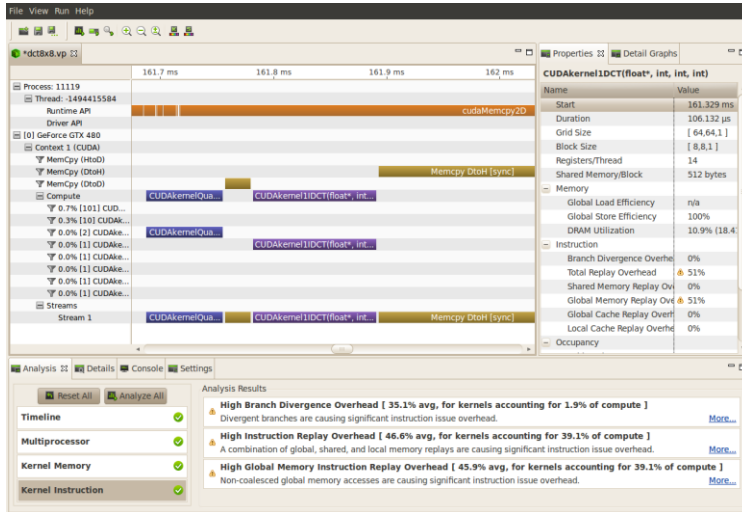 File View Run Help
*dct8x8.vp
161.7 ms 161.8 ms 161.9 ms 162 ms
Process: 11119
Thread: -1494415584
Runtime API cudaMemcpy2D
Driver API
[0] GeForce GTX 480
Context 1 (CUDA)
MemCpy (HtoD)
MemCpy (DtoH) Memcpy DtoH [sync]
MemCpy (DtoD)
Compute CUDAkernelQua... CUDAkernel1IDCT(float*, int...
0.7% [101] CUD...
0.3% [10] CUDAk...
0.0% [2] CUDAke... CUDAkernelQua...
0.0% [1] CUDAke... CUDAkernel1IDCT(float*, int...
0.0% [1] CUDAke...
0.0% [1] CUDAke...
0.0% [1] CUDAke...
Streams
Stream 1 CUDAkernelQua... CUDAkernel1IDCT(float*, int... Memcpy DtoH [sync]
Properties Detail Graphs
CUDAkernel1DCT(float*, int, int, int)
Name Value
Start 161.329 ms
Duration 106.132 µs
Grid Size [ 64,64,1 ]
Block Size [ 8,8,1 ]
Registers/Thread 14
Shared Memory/Block 512 bytes
Memory
Global Load Efficiency n/a
Global Store Efficiency 100%
DRAM Utilization 10.9% (18.4
Instruction
Branch Divergence Overhe 0%
Total Replay Overhead 51%
Shared Memory Replay Ov 0%
Global Memory Replay Ove 51%
Global Cache Replay Overh 0%
Local Cache Replay Overhe 0%
Occupancy
Analysis Details Console Settings
Reset All Analyze All
Timeline
Multiprocessor
Kernel Memory
Kernel Instruction
Analysis Results
High Branch Divergence Overhead [ 35.1% avg, for kernels accounting for 1.9% of compute ]
Divergent branches are causing significant instruction issue overhead. More...
High Instruction Replay Overhead [ 46.6% avg, for kernels accounting for 39.1% of compute ]
A combination of global, shared, and local memory replays are causing significant instruction issue overhead. More...
High Global Memory Instruction Replay Overhead [ 45.9% avg, for kernels accounting for 39.1% of compute ]
Non-coalesced global memory accesses are causing significant instruction issue overhead. More...